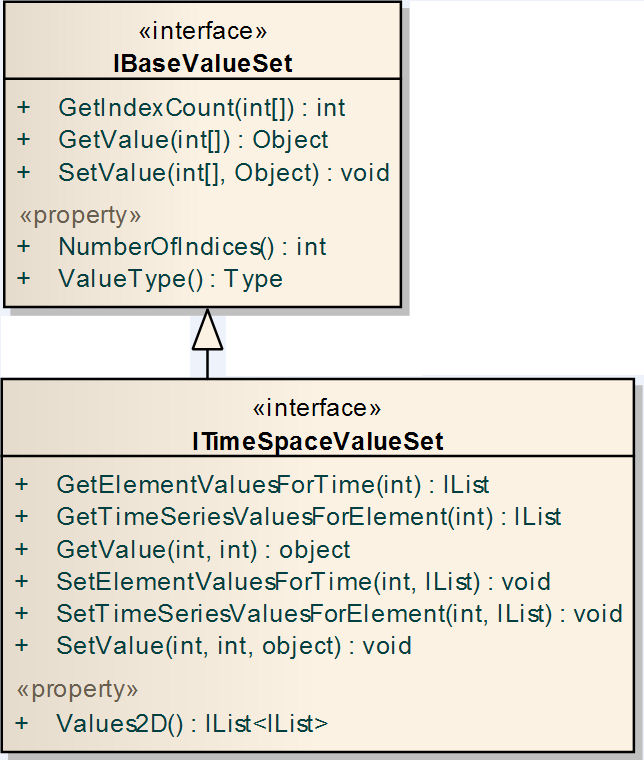 «interface»
IBaseValueSet
+ GetIndexCount(int[]) : int
+ GetValue(int[]) : Object
+ SetValue(int[], Object) : void
«property»
+ NumberOfIndices() : int
+ ValueType() : Type
«interface»
ITimeSpaceValueSet
+ GetElementValuesForTime(int) : IList
+ GetTimeSeriesValuesForElement(int) : IList
+ GetValue(int, int) : object
+ SetElementValuesForTime(int, IList) : void
+ SetTimeSeriesValuesForElement(int, IList) : void
+ SetValue(int, int, object) : void
«property»
+ Values2D() : IList<IList>